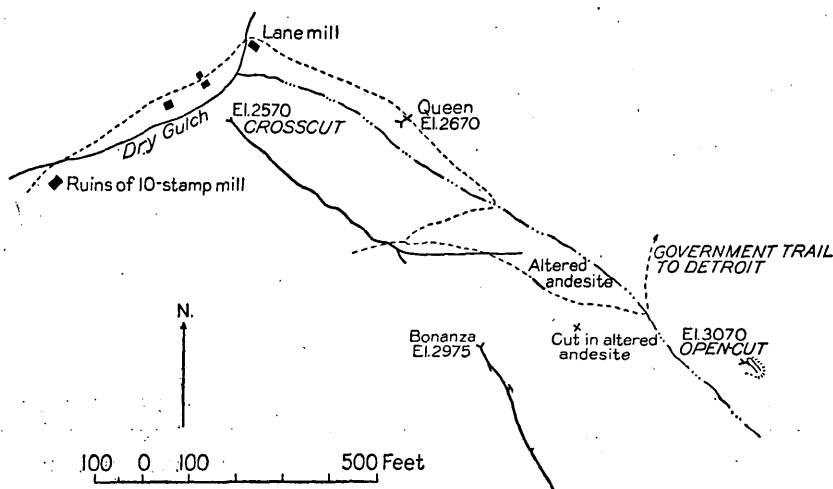 Lane mill
Queen
El.2670
El.2570
CROSSCUT
Dry Gulch
Ruins of 10-stamp mill
GOVERNMENT TRAIL
TO DETROIT
Altered
andesite
N.
Bonanza
El.2975
Cut in altered
andesite
El.3070
OPEN-CUT
100 0 100 500 Feet